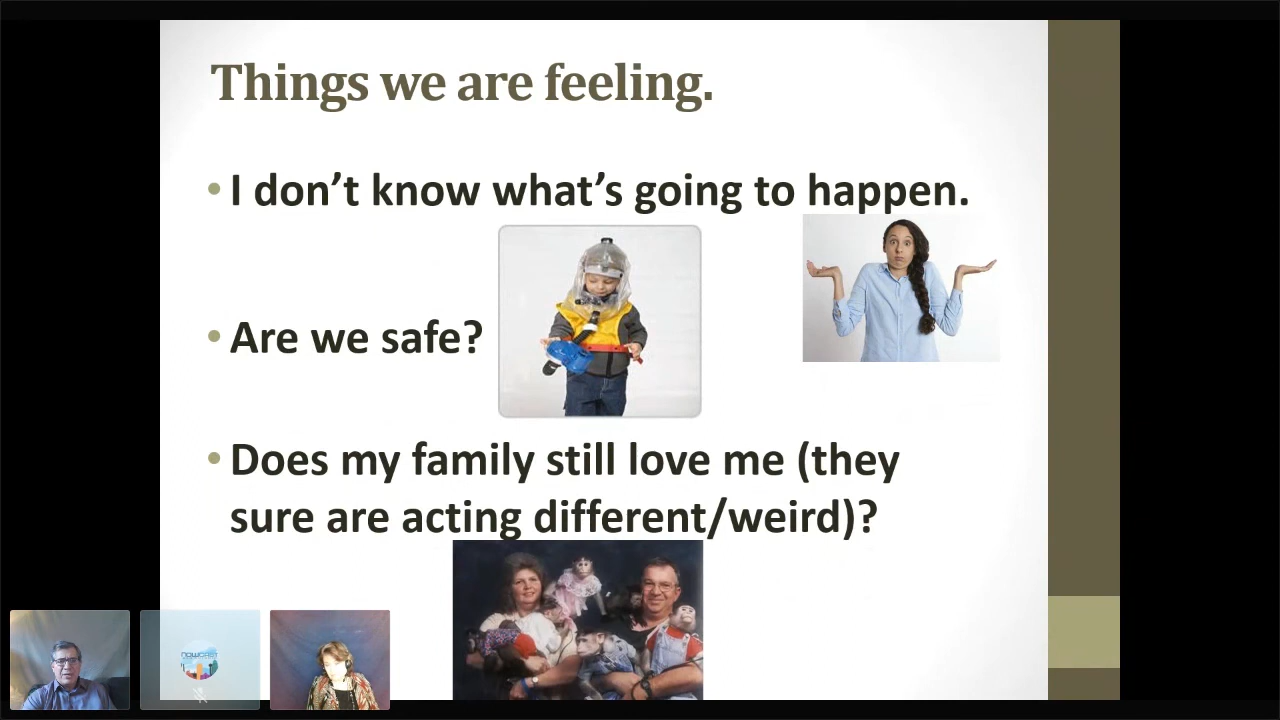 Things we are feeling.
• I don’t know what’s going to happen.
• Are we safe?
• Does my family still love me (they
sure are acting different/weird)?
NOWCAST